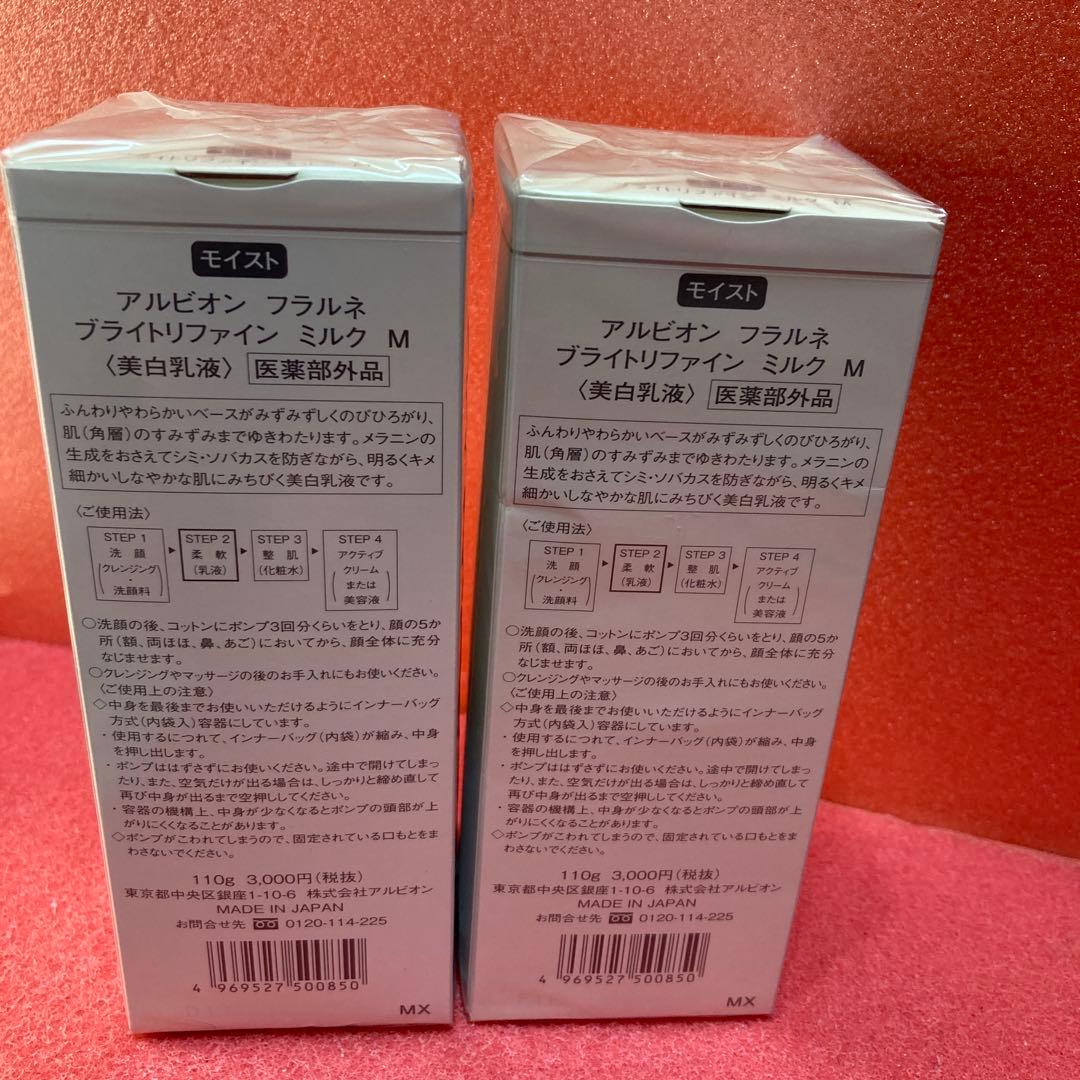 モイスト
アルビオン フラルネ
ブライトリファイン ミルク M
〈美白乳液〉 医薬部外品
ふんわりやわらかいベースがみずみずしくのびひろがり、
肌(角層)のすみずみまでゆきわたります。メラニンの
生成をおさえてシミ・ソバカスを防ぎながら、明るくキメ
細かいしなやかな肌にみちびく美白乳液です。
〈ご使用法〉
STEP 1 STEP 2 STEP 3 STEP 4
洗顔 柔軟 整肌 アクティブ
(クレンジング・洗顔料) (乳液) (化粧水) クリーム(または)美容液
○洗顔の後、コットンにポンプ3回分くらいをとり、顔の5か
所(額、両ほほ、鼻、あご)においてから、顔全体に充分
なじませます。
○クレンジングやマッサージの後のお手入れにもお使いください。
〈ご使用上の注意〉
◇中身を最後までお使いいただけるようにインナーバッグ
方式(内袋入)容器にしています。
・使用するにつれて、インナーバッグ(内袋)が縮み、中身
を押し出します。
・ポンプははずさずにお使いください。途中で開けてしまっ
たり、また、空気だけが出る場合は、しっかりと締め直して
再び中身が出るまで空押ししてください。
・容器の機構上、中身が少なくなるとポンプの頭部が上
がりにくくなることがあります。
◇ポンプがこわれてしまうので、固定されている口もとをま
わさないでください。
110g 3,000円(税抜)
東京都中央区銀座1-10-6 株式会社アルビオン
MADE IN JAPAN
お問合せ先 0120-114-225
4 969527 500850
MX
モイスト
アルビオン フラルネ
ブライトリファイン ミルク M
〈美白乳液〉 医薬部外品
ふんわりやわらかいベースがみずみずしくのびひろがり、
肌(角層)のすみずみまでゆきわたります。メラニンの
生成をおさえてシミ・ソバカスを防ぎながら、明るくキメ
細かいしなやかな肌にみちびく美白乳液です。
〈ご使用法〉
STEP 1 STEP 2 STEP 3 STEP 4
洗顔 柔軟 整肌 アクティブ
(クレンジング・洗顔料) (乳液) (化粧水) クリーム(または)美容液
○洗顔の後、コットンにポンプ3回分くらいをとり、顔の5か
所(額、両ほほ、鼻、あご)においてから、顔全体に充分
なじませます。
○クレンジングやマッサージの後のお手入れにもお使いください。
〈ご使用上の注意〉
◇中身を最後までお使いいただけるようにインナーバッグ
方式(内袋入)容器にしています。
・使用するにつれて、インナーバッグ(内袋)が縮み、中身
を押し出します。
・ポンプははずさずにお使いください。途中で開けてしまっ
たり、また、空気だけが出る場合は、しっかりと締め直して
再び中身が出るまで空押ししてください。
・容器の機構上、中身が少なくなるとポンプの頭部が上
がりにくくなることがあります。
◇ポンプがこわれてしまうので、固定されている口もとをま
わさないでください。
110g 3,000円(税抜)
東京都中央区銀座1-10-6 株式会社アルビオン
MADE IN JAPAN
お問合せ先 0120-114-225
4 969527 500850
MX